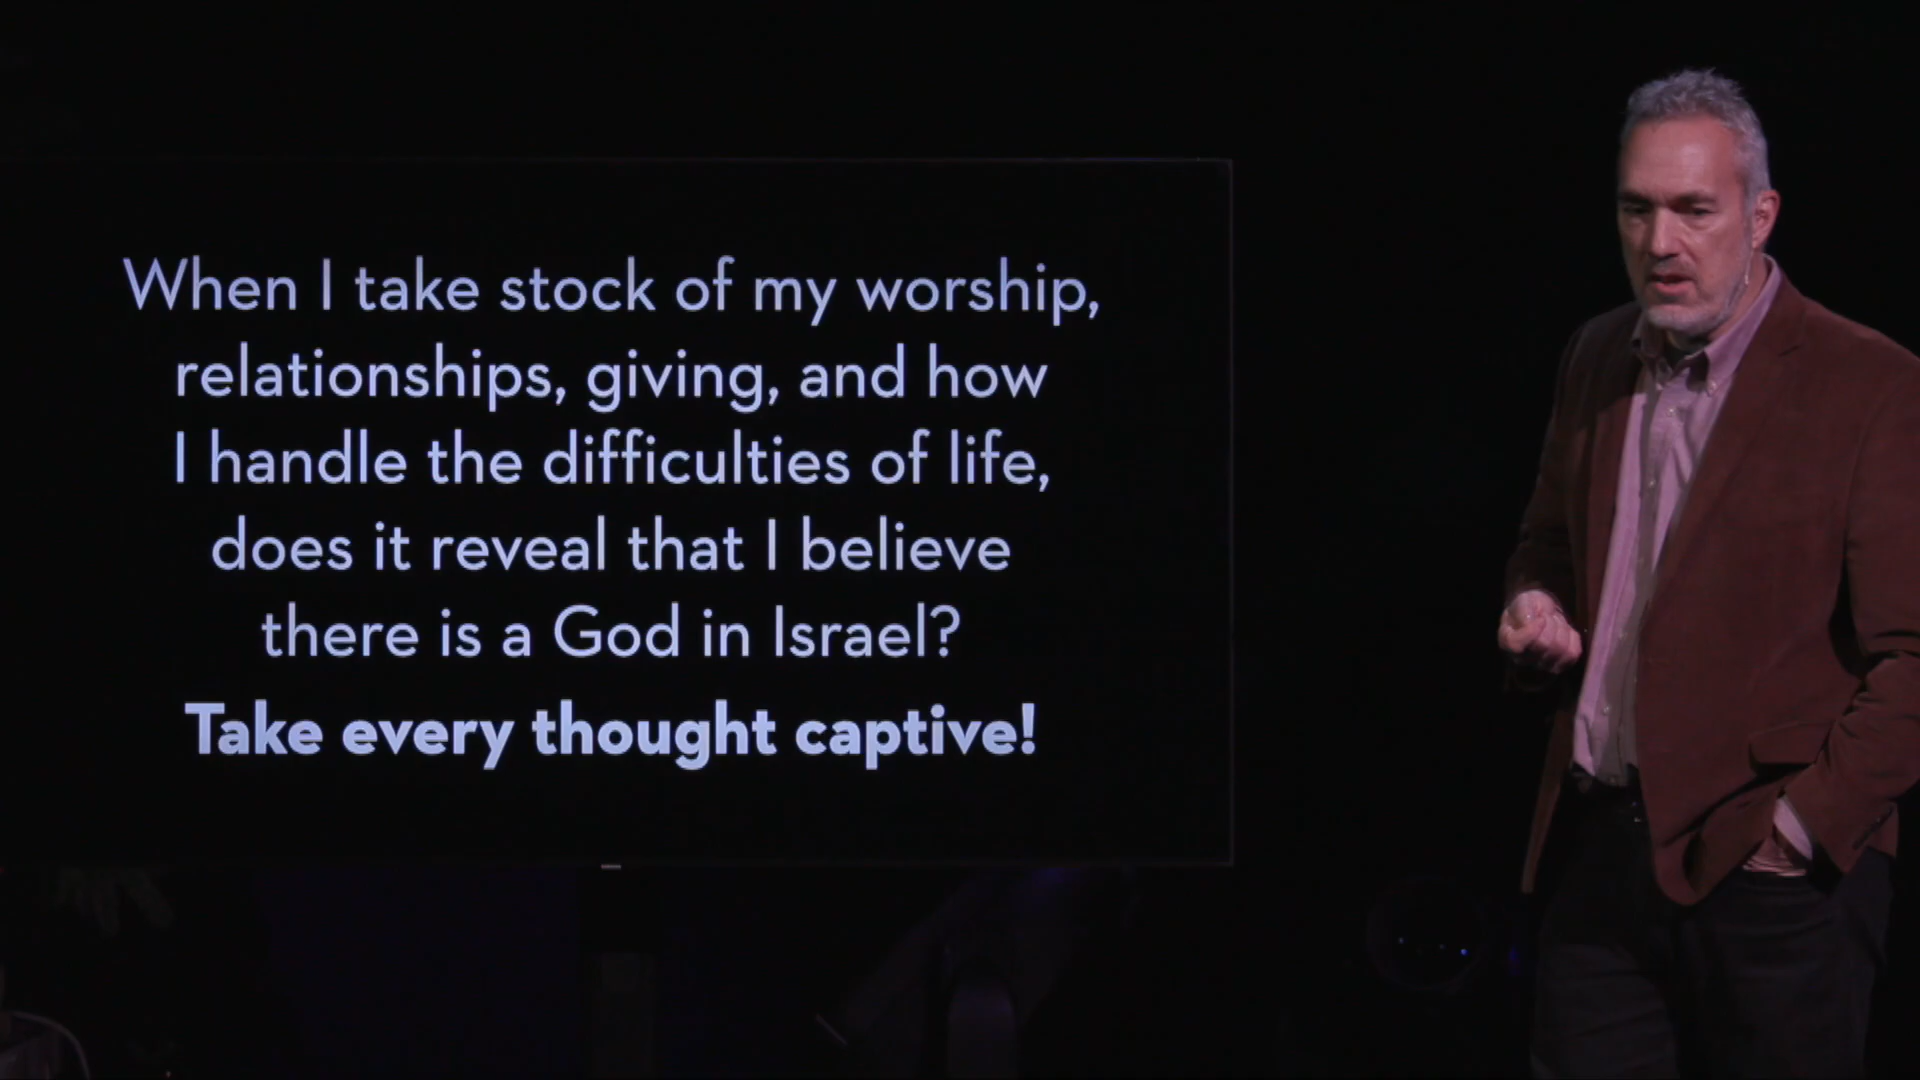 When I take stock of my worship,
relationships, giving, and how
I handle the difficulties of life,
does it reveal that I believe
there is a God in Israel?
Take every thought captive!